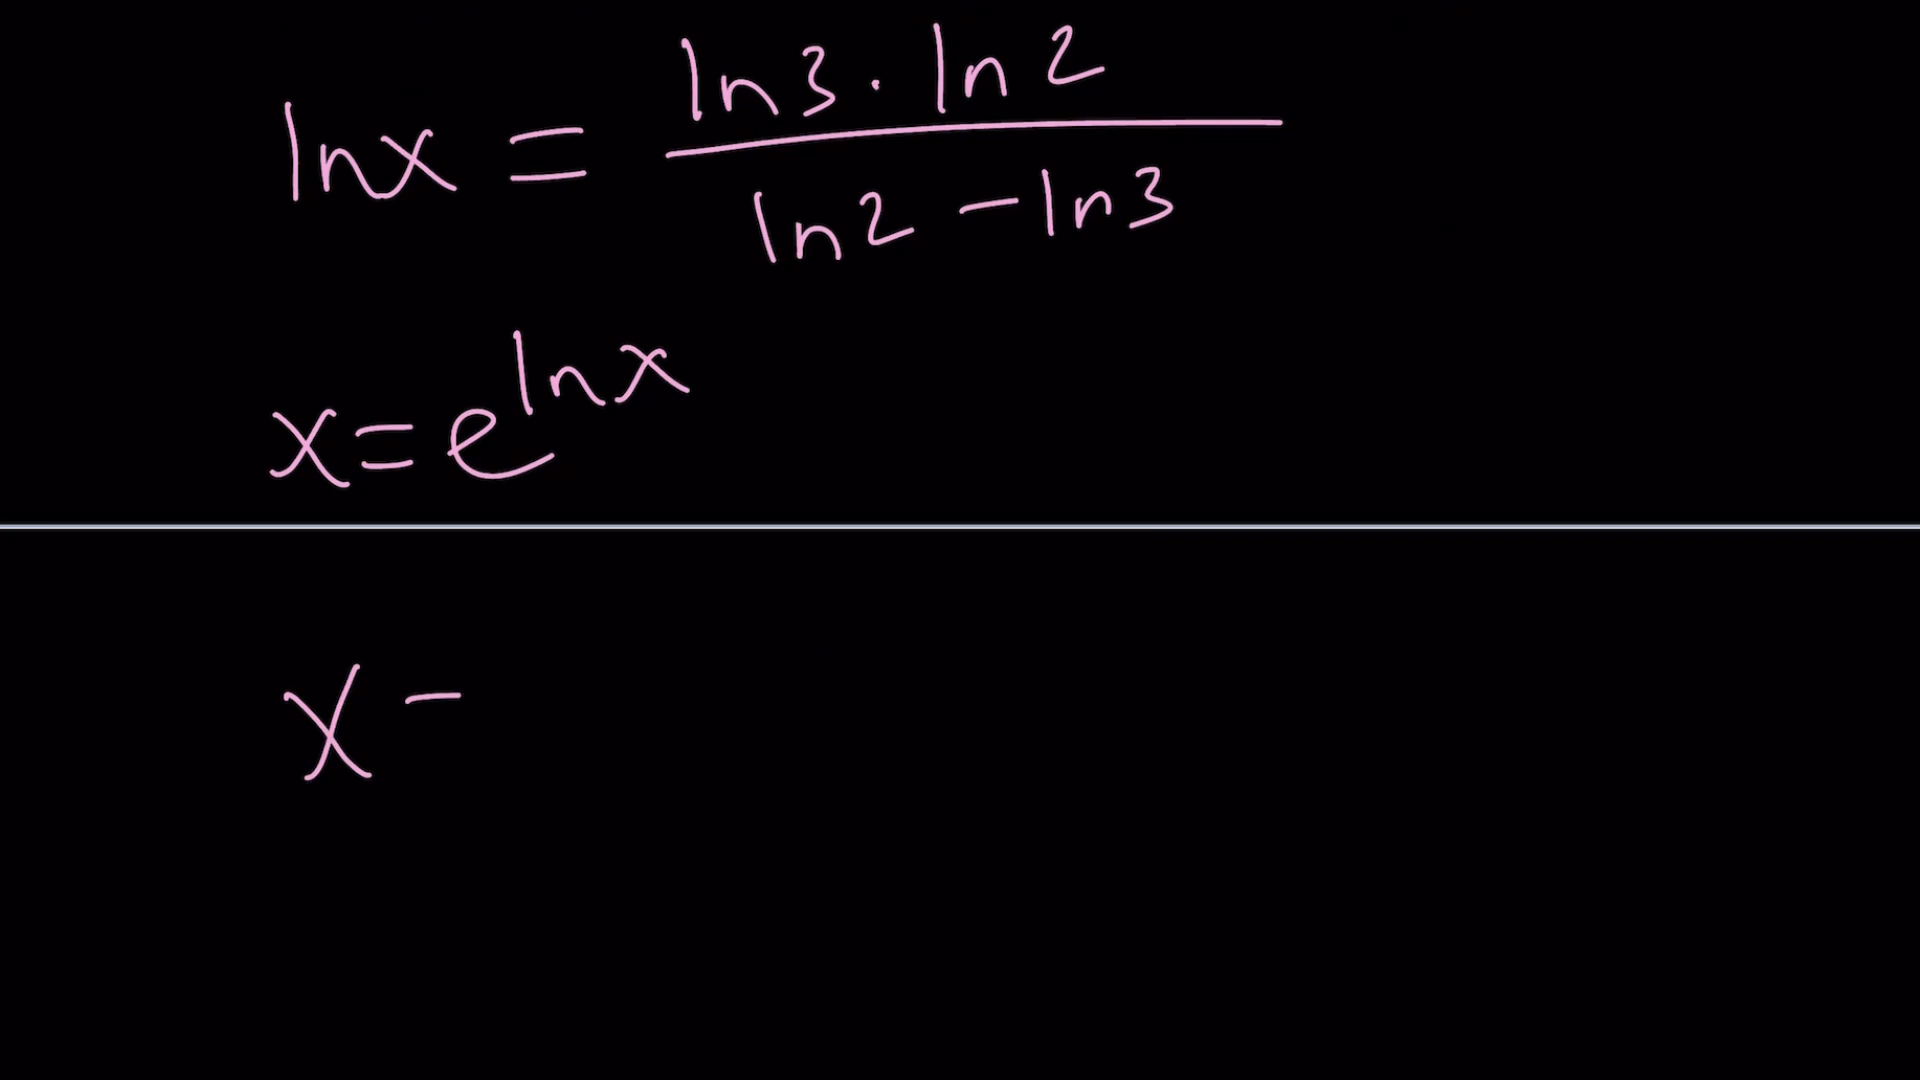 lnx = ln3 · ln2 / ln2 - ln3
x = e^lnx
x -